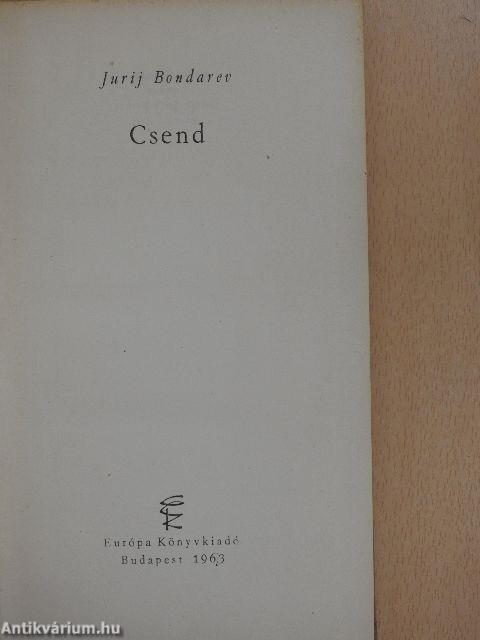 Jurij Bondarev
Csend
Európa Könyvkiadó
Budapest 1963
Antikvárium.hu